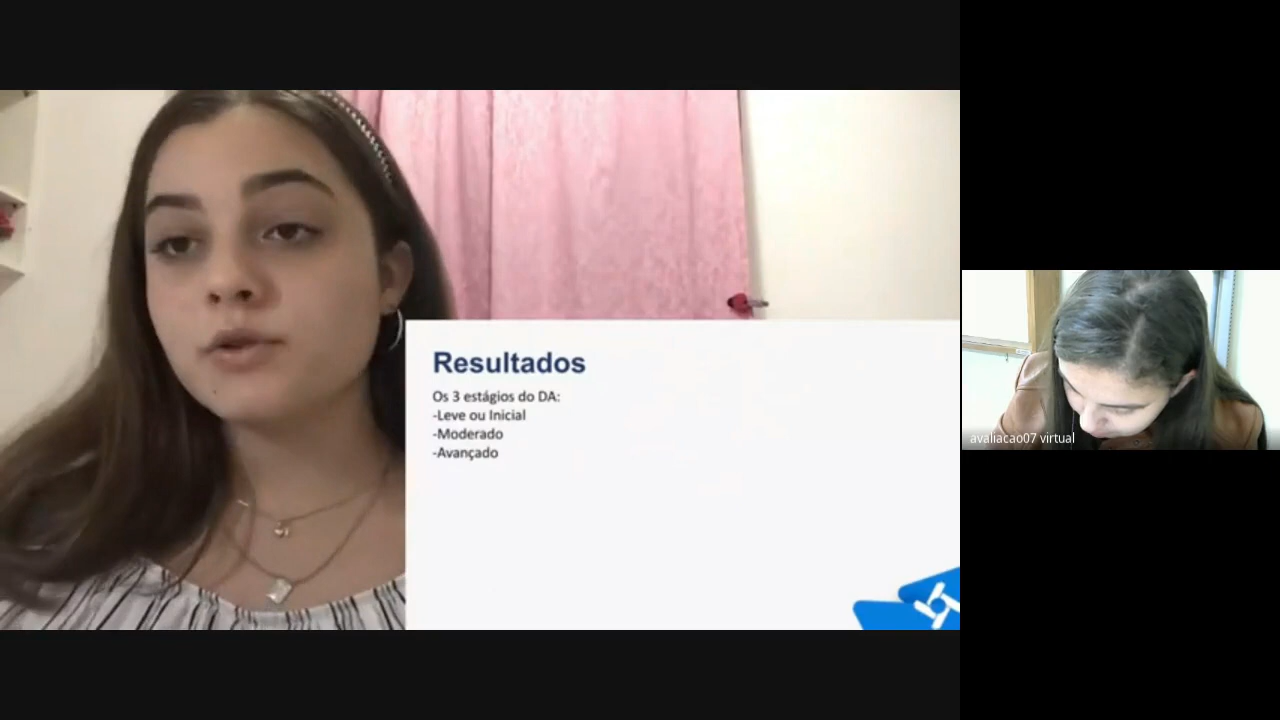 Resultados
Os 3 estágios do DA:
-Leve ou Inicial
-Moderado
-Avançado
avaliacao07 virtual